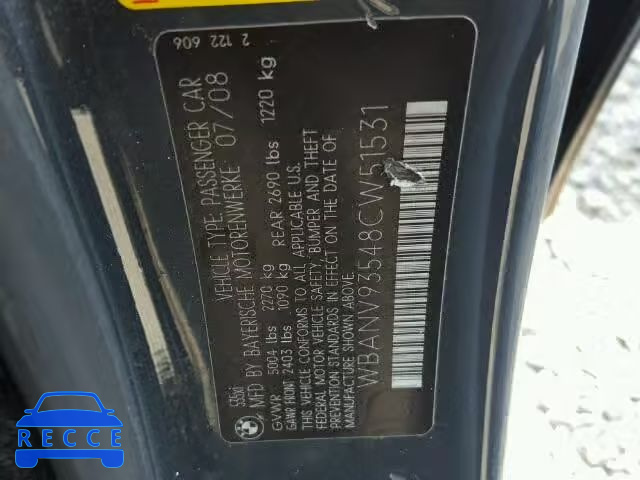 2 122 606
535xi
VEHICLE TYPE: PASSENGER CAR
MFD BY BAYERISCHE MOTORENWERKE 07/08
GVWR 5004 lbs 2270 kg
GAWR FRONT 2403 lbs 1090 kg REAR 2690 lbs 1220 kg
THIS VEHICLE CONFORMS TO ALL APPLICABLE U.S.
FEDERAL MOTOR VEHICLE SAFETY, BUMPER AND THEFT
PREVENTION STANDARDS IN EFFECT ON THE DATE OF
MANUFACTURE SHOWN ABOVE.
WBANV93548CW51531
RECCE